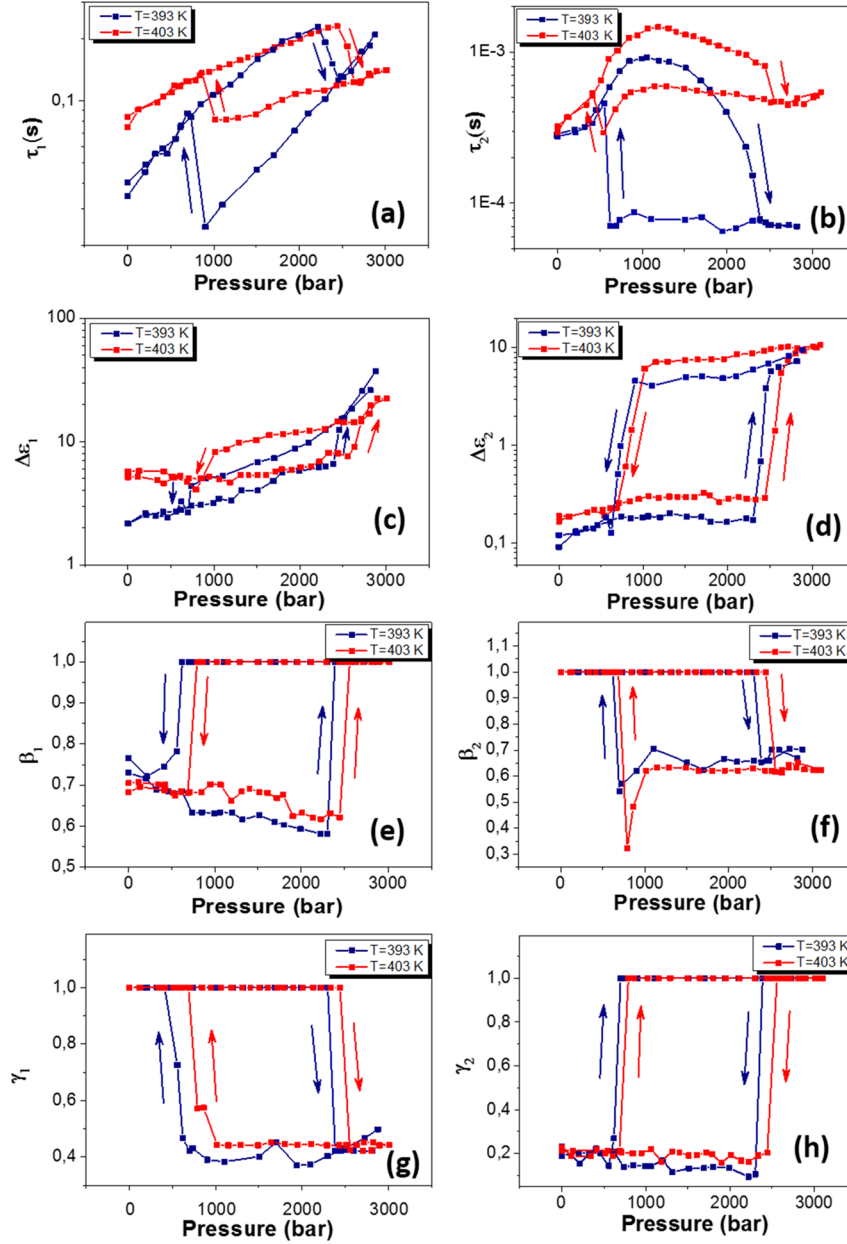 T=393 K
T=403 K
0,1
τ1(s)
(a)
0 1000 2000 3000
Pressure (bar)
T=393 K
T=403 K
1E-3
1E-4
τ2(s)
(b)
0 1000 2000 3000
Pressure (bar)
T=393 K
T=403 K
100
10
1
Δε1
(c)
0 1000 2000 3000
Pressure (bar)
T=393 K
T=403 K
10
1
0,1
Δε2
(d)
0 1000 2000 3000
Pressure (bar)
T=393 K
T=403 K
1,0
0,9
0,8
0,7
0,6
0,5
β1
(e)
0 1000 2000 3000
Pressure (bar)
T=393 K
T=403 K
1,1
1,0
0,9
0,8
0,7
0,6
0,5
0,4
0,3
β2
(f)
0 1000 2000 3000
Pressure (bar)
T=393 K
T=403 K
1,0
0,8
0,6
0,4
γ1
(g)
0 1000 2000 3000
Pressure (bar)
T=393 K
T=403 K
1,0
0,8
0,6
0,4
0,2
γ2
(h)
0 1000 2000 3000
Pressure (bar)